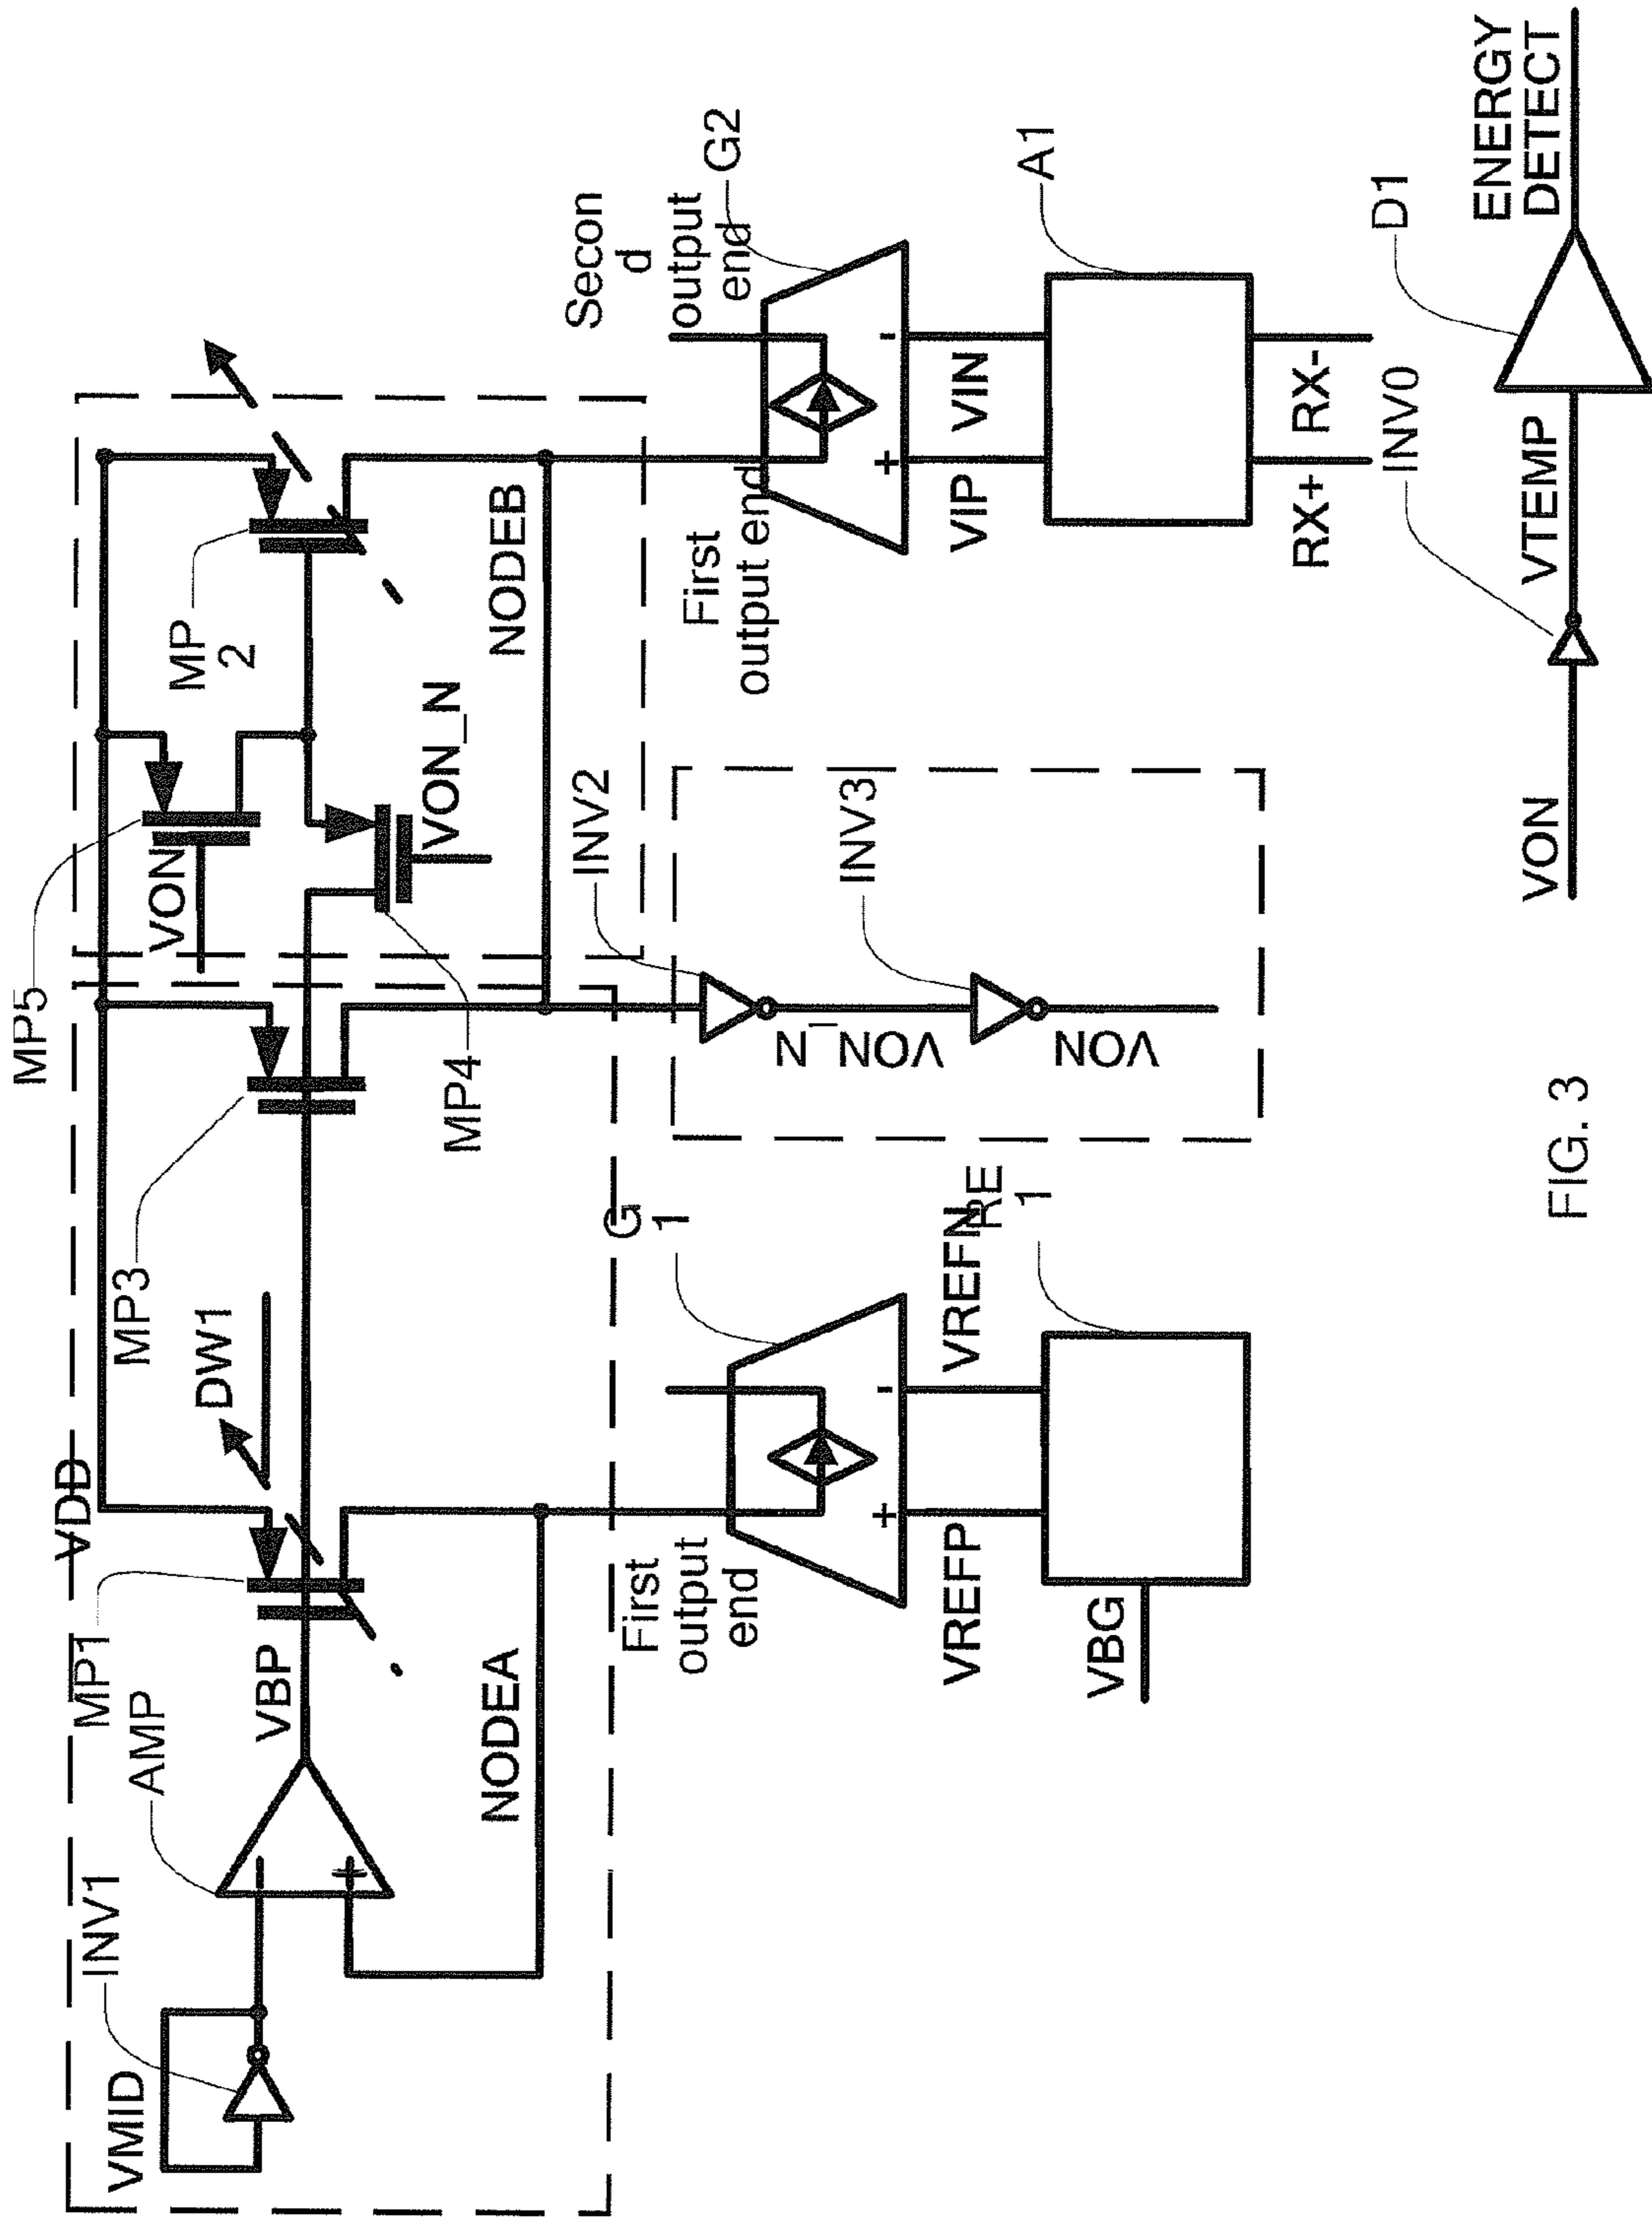 VDD
MP5
MP1
AMP
INV1
VMID
VBP
DW1
MP3
VON
MP
2
VON_N
MP4
NODEA
NODEB
First
output
end
G
1
INV2
First
output end
Secon
d
output
end
G2
+
-
+
-
VREFP
VREFN
RE
1
VBG
VON_N
INV3
VON
VIP
VIN
A1
RX+
RX-
INV0
D1
VON
VTEMP
ENERGY
DETECT
FIG. 3